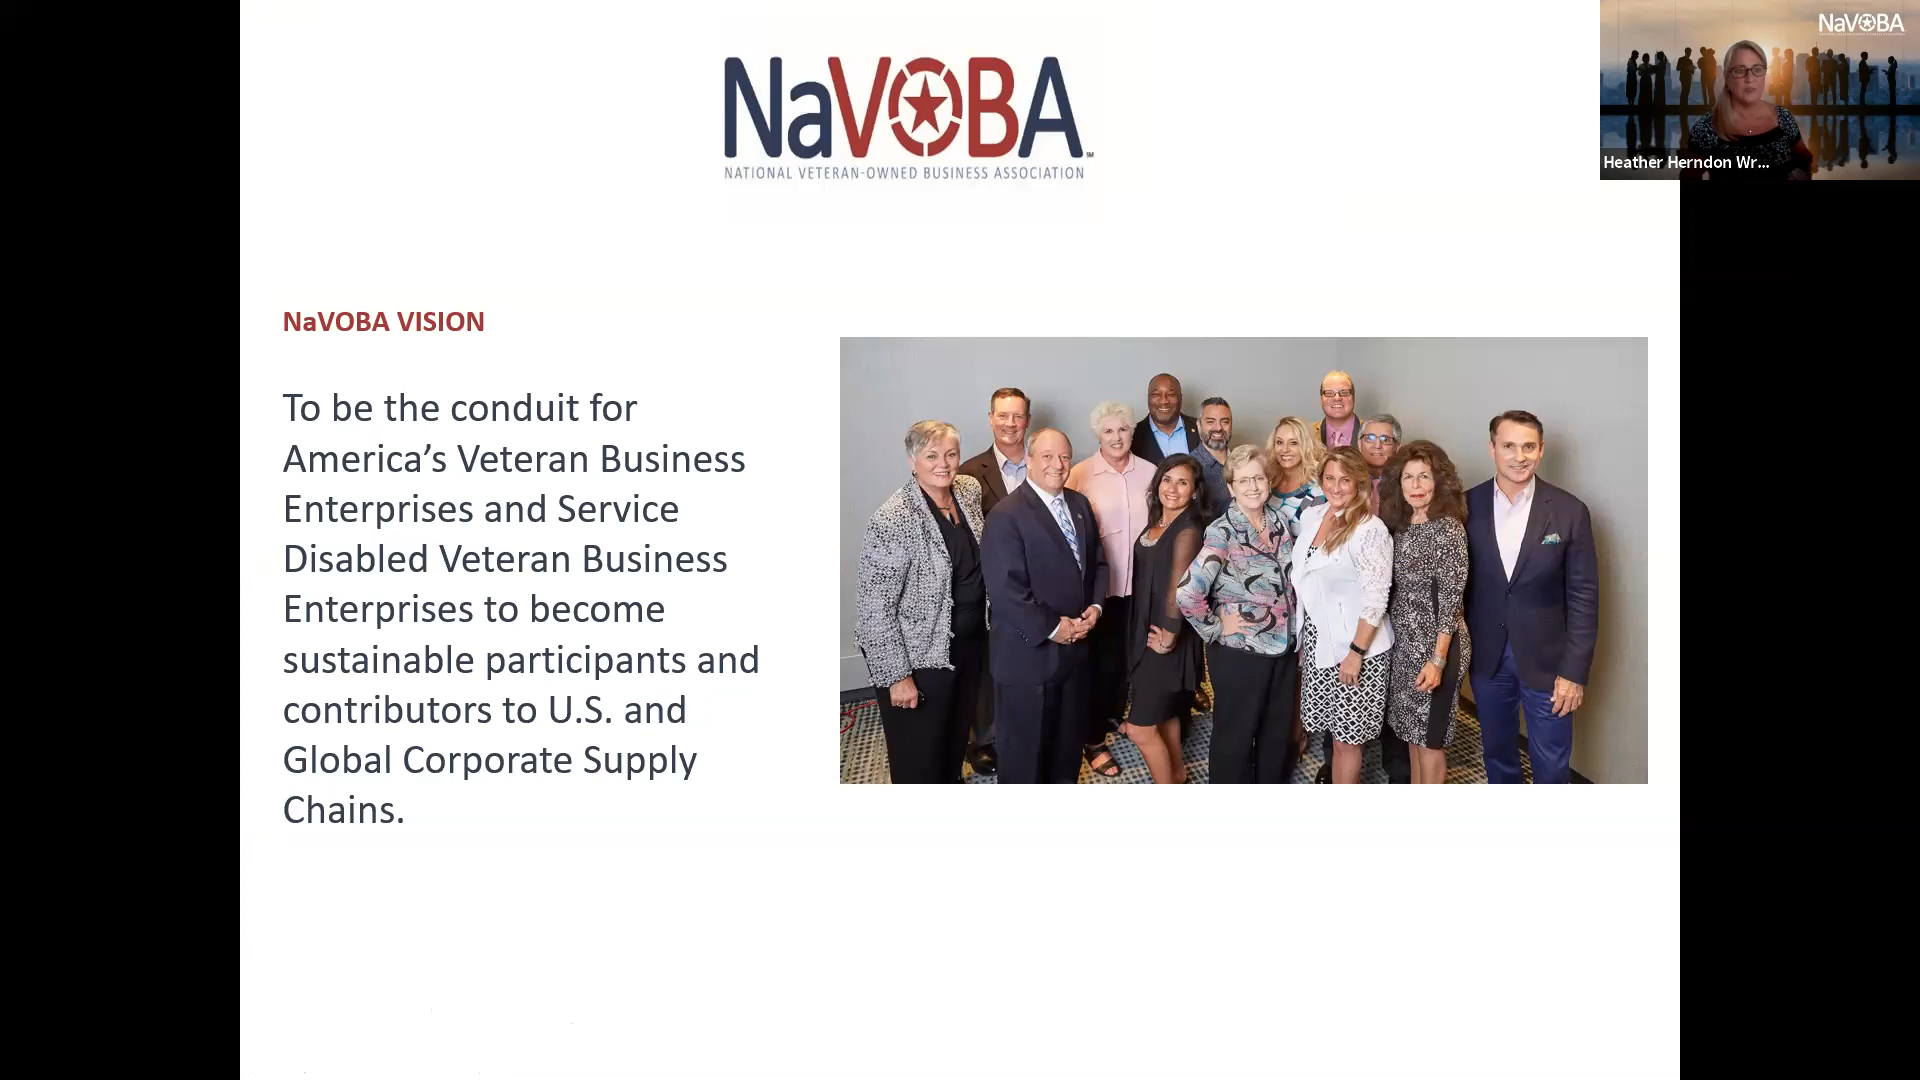 NaVOBA
NATIONAL VETERAN-OWNED BUSINESS ASSOCIATION
NaVOBA
Heather Herndon Wr...
NaVOBA VISION
To be the conduit for
America’s Veteran Business
Enterprises and Service
Disabled Veteran Business
Enterprises to become
sustainable participants and
contributors to U.S. and
Global Corporate Supply
Chains.